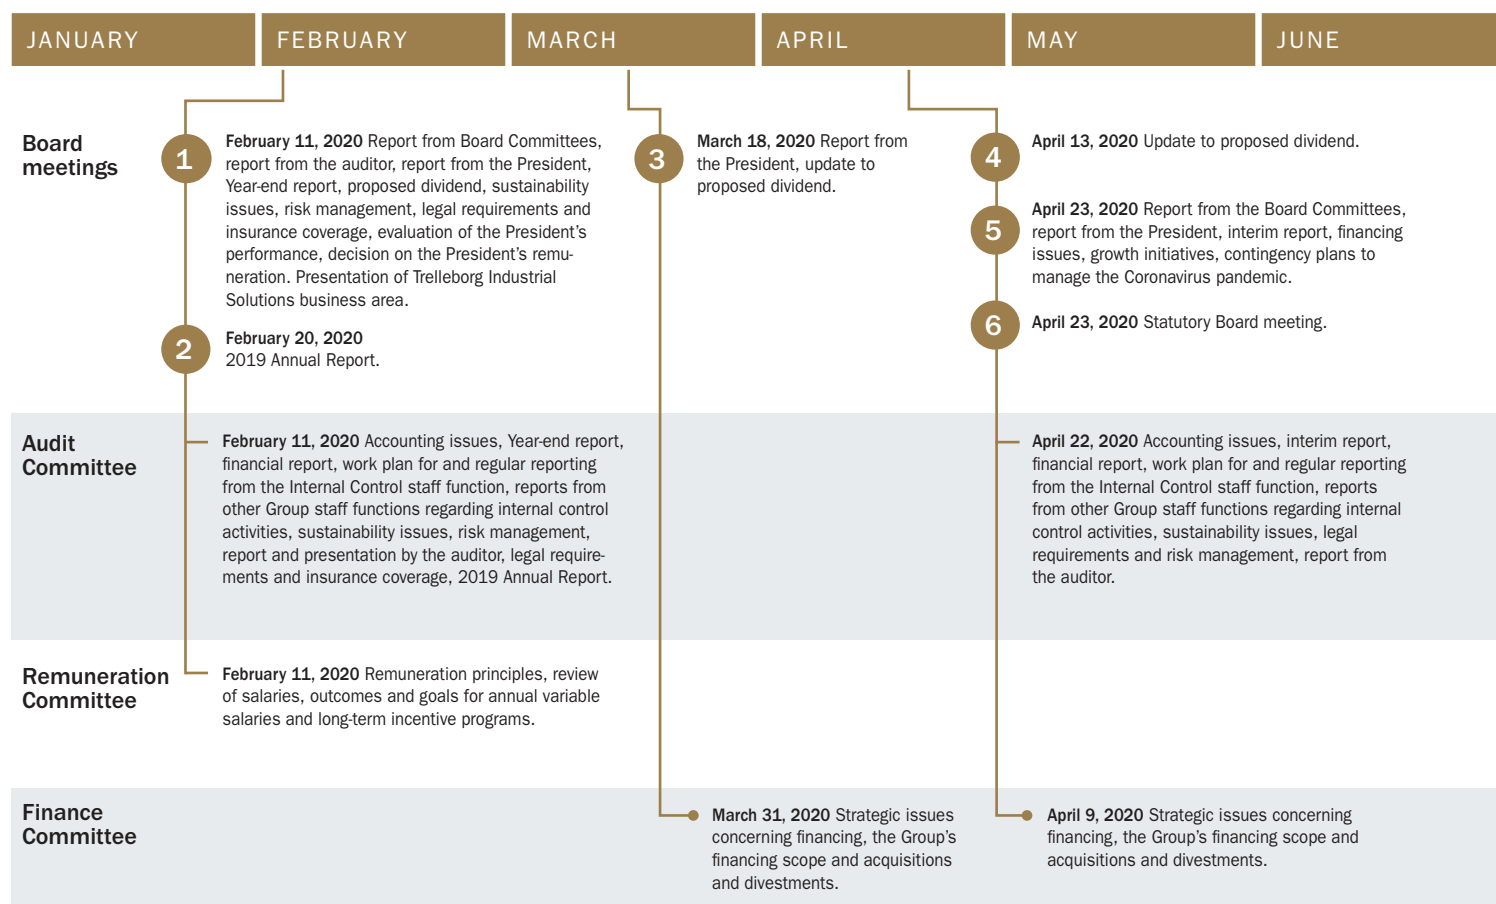 JANUARY
FEBRUARY
MARCH
APRIL
MAY
JUNE
Board
meetings
1
February 11, 2020 Report from Board Committees,
report from the auditor, report from the President,
Year-end report, proposed dividend, sustainability
issues, risk management, legal requirements and
insurance coverage, evaluation of the President's
performance, decision on the President's remu-
neration. Presentation of Trelleborg Industrial
Solutions business area.
2
February 20, 2020
2019 Annual Report.
3
March 18, 2020 Report from
the President, update to
proposed dividend.
4
April 13, 2020 Update to proposed dividend.
5
April 23, 2020 Report from the Board Committees,
report from the President, interim report, financing
issues, growth initiatives, contingency plans to
manage the Coronavirus pandemic.
6
April 23, 2020 Statutory Board meeting.
Audit
Committee
February 11, 2020 Accounting issues, Year-end report,
financial report, work plan for and regular reporting
from the Internal Control staff function, reports from
other Group staff functions regarding internal control
activities, sustainability issues, risk management,
report and presentation by the auditor, legal require-
ments and insurance coverage, 2019 Annual Report.
April 22, 2020 Accounting issues, interim report,
financial report, work plan for and regular reporting
from the Internal Control staff function, reports
from other Group staff functions regarding internal
control activities, sustainability issues, legal
requirements and risk management, report from
the auditor.
Remuneration
Committee
February 11, 2020 Remuneration principles, review
of salaries, outcomes and goals for annual variable
salaries and long-term incentive programs.
Finance
Committee
March 31, 2020 Strategic issues
concerning financing, the Group's
financing scope and acquisitions
and divestments.
April 9, 2020 Strategic issues concerning
financing, the Group's financing scope and
acquisitions and divestments.